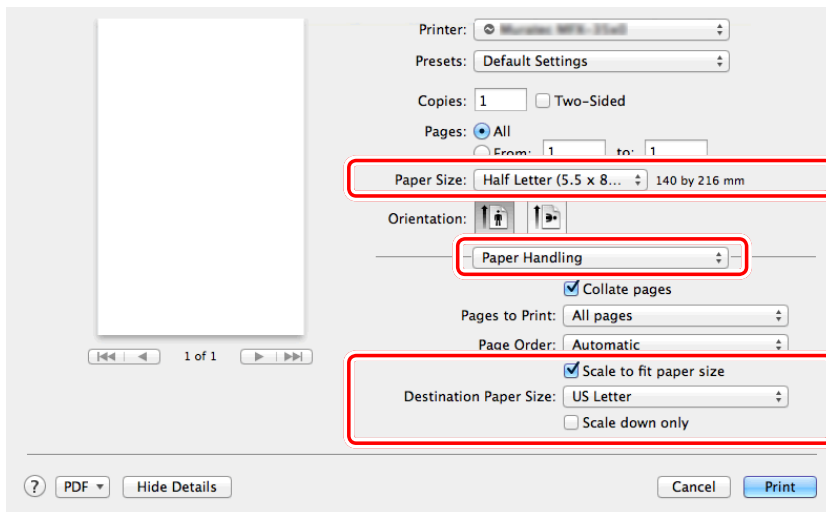 Printer:
Presets: Default Settings
Copies: 1 Two-Sided
Pages: All
From: 1 to: 1
Paper Size: Half Letter (5.5 x 8... 140 by 216 mm
Orientation:
Paper Handling
Collate pages
Pages to Print: All pages
Page Order: Automatic
1 of 1
Scale to fit paper size
Destination Paper Size: US Letter
Scale down only
? PDF Hide Details Cancel Print